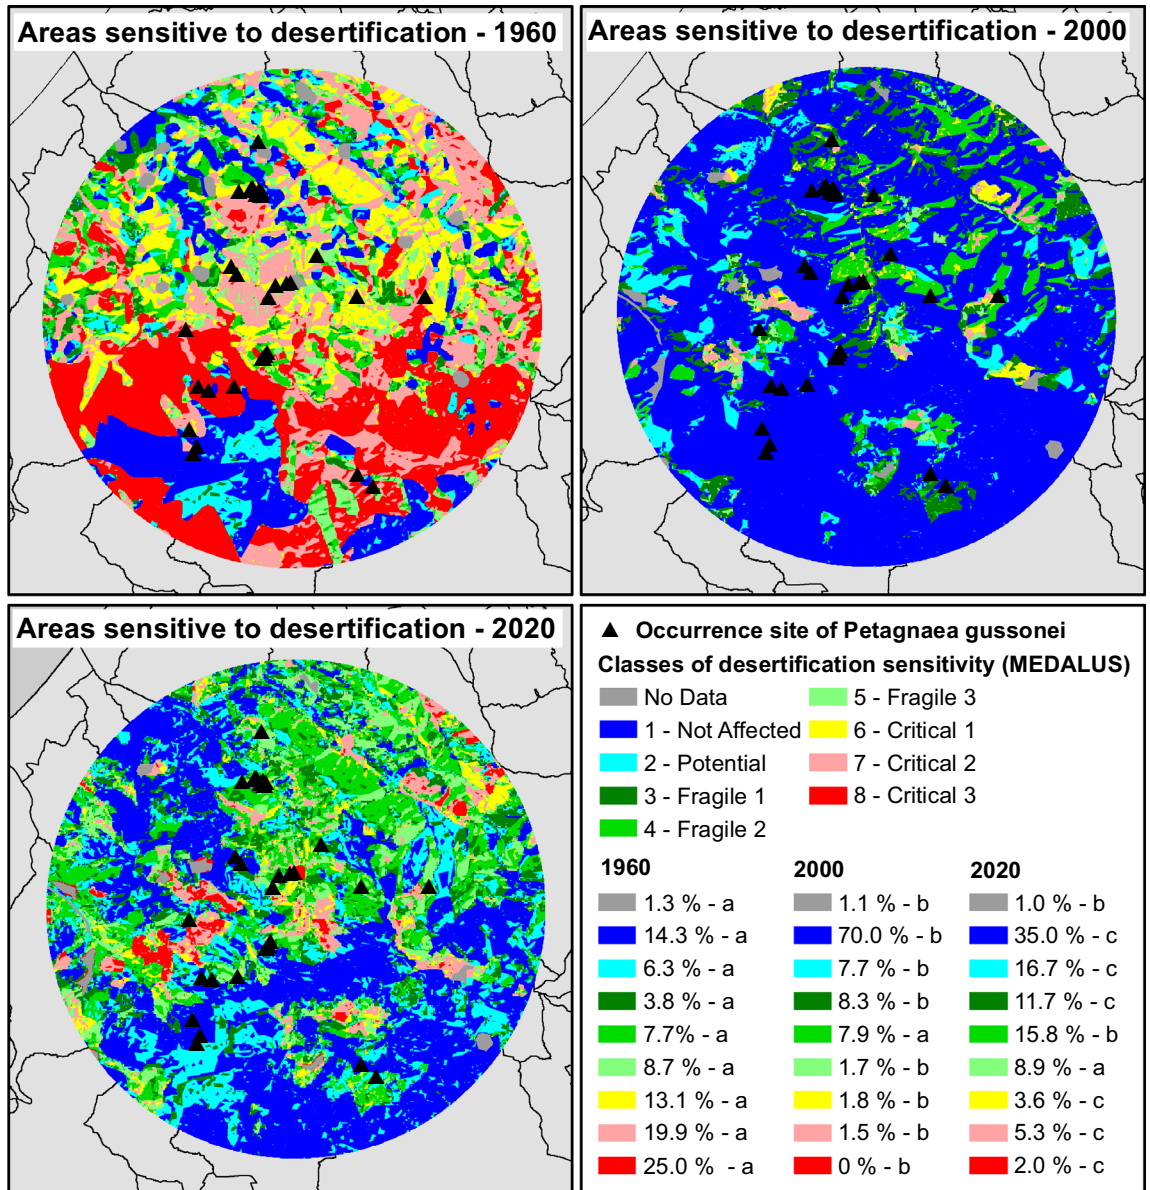 Areas sensitive to desertification - 1960
Areas sensitive to desertification - 2000
Areas sensitive to desertification - 2020
Occurrence site of Petagnaea gussonei
Classes of desertification sensitivity (MEDALUS)
No Data
1 - Not Affected
2 - Potential
3 - Fragile 1
4 - Fragile 2
5 - Fragile 3
6 - Critical 1
7 - Critical 2
8 - Critical 3
1960 2000 2020
1.3 % - a 1.1 % - b 1.0 % - b
14.3 % - a 70.0 % - b 35.0 % - c
6.3 % - a 7.7 % - b 16.7 % - c
3.8 % - a 8.3 % - b 11.7 % - c
7.7% - a 7.9 % - a 15.8 % - b
8.7 % - a 1.7 % - b 8.9 % - a
13.1 % - a 1.8 % - b 3.6 % - c
19.9 % - a 1.5 % - b 5.3 % - c
25.0 % - a 0 % - b 2.0 % - c